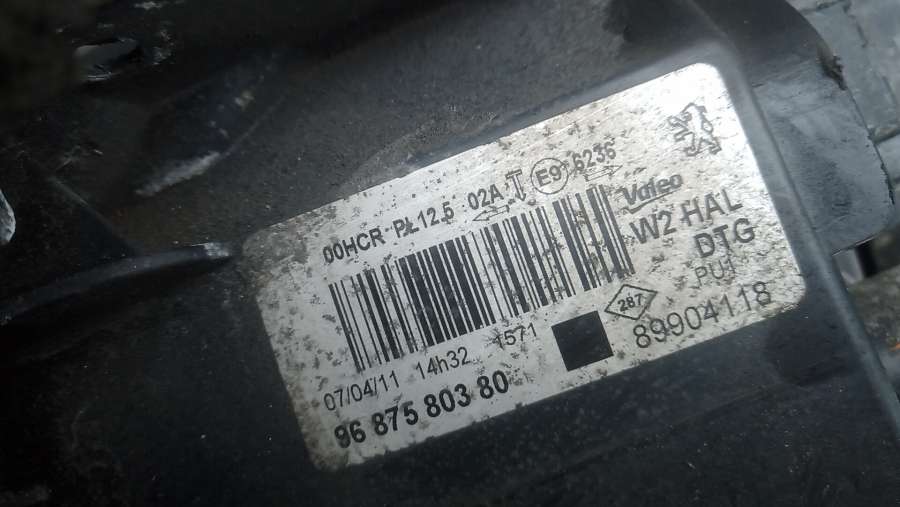 00HCR PL12.5 02A T E9 6236
Valeo
W2 HAL
DTG
PU1
287
89904118
07/04/11 14h32 1571
96 875 803 80